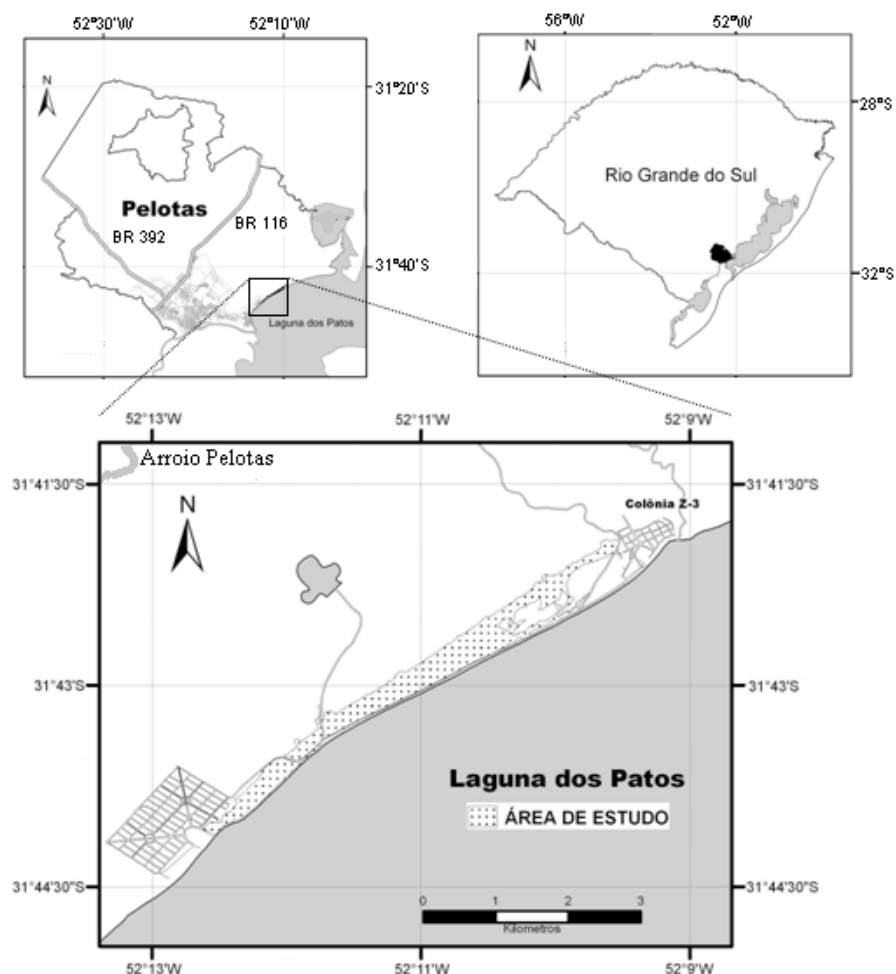 52°30'W 52°10'W
N
31°20'S
Pelotas
BR 392
BR 116
31°40'S
Laguna dos Patos
56°W 52°W
N
28°S
Rio Grande do Sul
32°S
52°13'W 52°11'W 52°9'W
Arroio Pelotas
31°41'30"S 31°41'30"S
Colônia Z-3
N
31°43'S 31°43'S
Laguna dos Patos
ÁREA DE ESTUDO
31°44'30"S 31°44'30"S
0 1 2 3
Kilometros
52°13'W 52°11'W 52°9'W